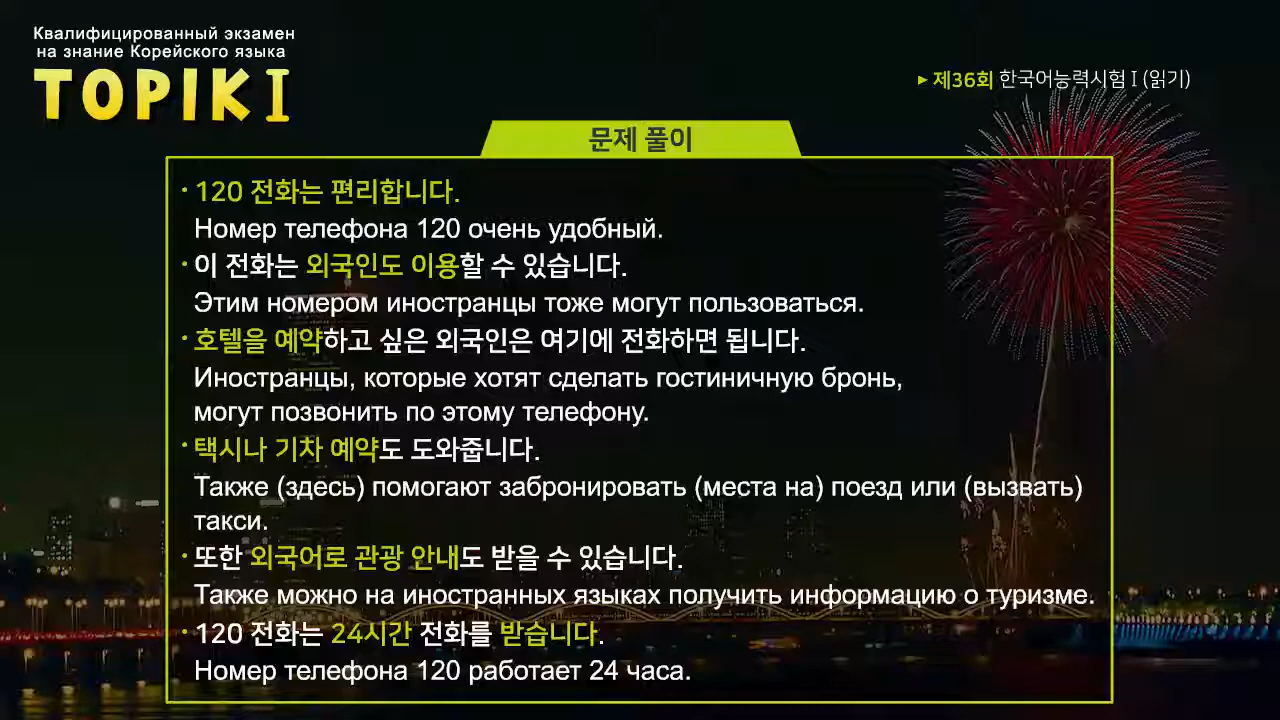 Квалифицированный экзамен
на знание Корейского языка
TOPIK I
▶ 제36회 한국어능력시험 I (읽기)
문제 풀이
· 120 전화는 편리합니다.
Номер телефона 120 очень удобный.
· 이 전화는 외국인도 이용할 수 있습니다.
Этим номером иностранцы тоже могут пользоваться.
· 호텔을 예약하고 싶은 외국인은 여기에 전화하면 됩니다.
Иностранцы, которые хотят сделать гостиничную бронь,
могут позвонить по этому телефону.
· 택시나 기차 예약도 도와줍니다.
Также (здесь) помогают забронировать (места на) поезд или (вызвать)
такси.
· 또한 외국어로 관광 안내도 받을 수 있습니다.
Также можно на иностранных языках получить информацию о туризме.
· 120 전화는 24시간 전화를 받습니다.
Номер телефона 120 работает 24 часа.